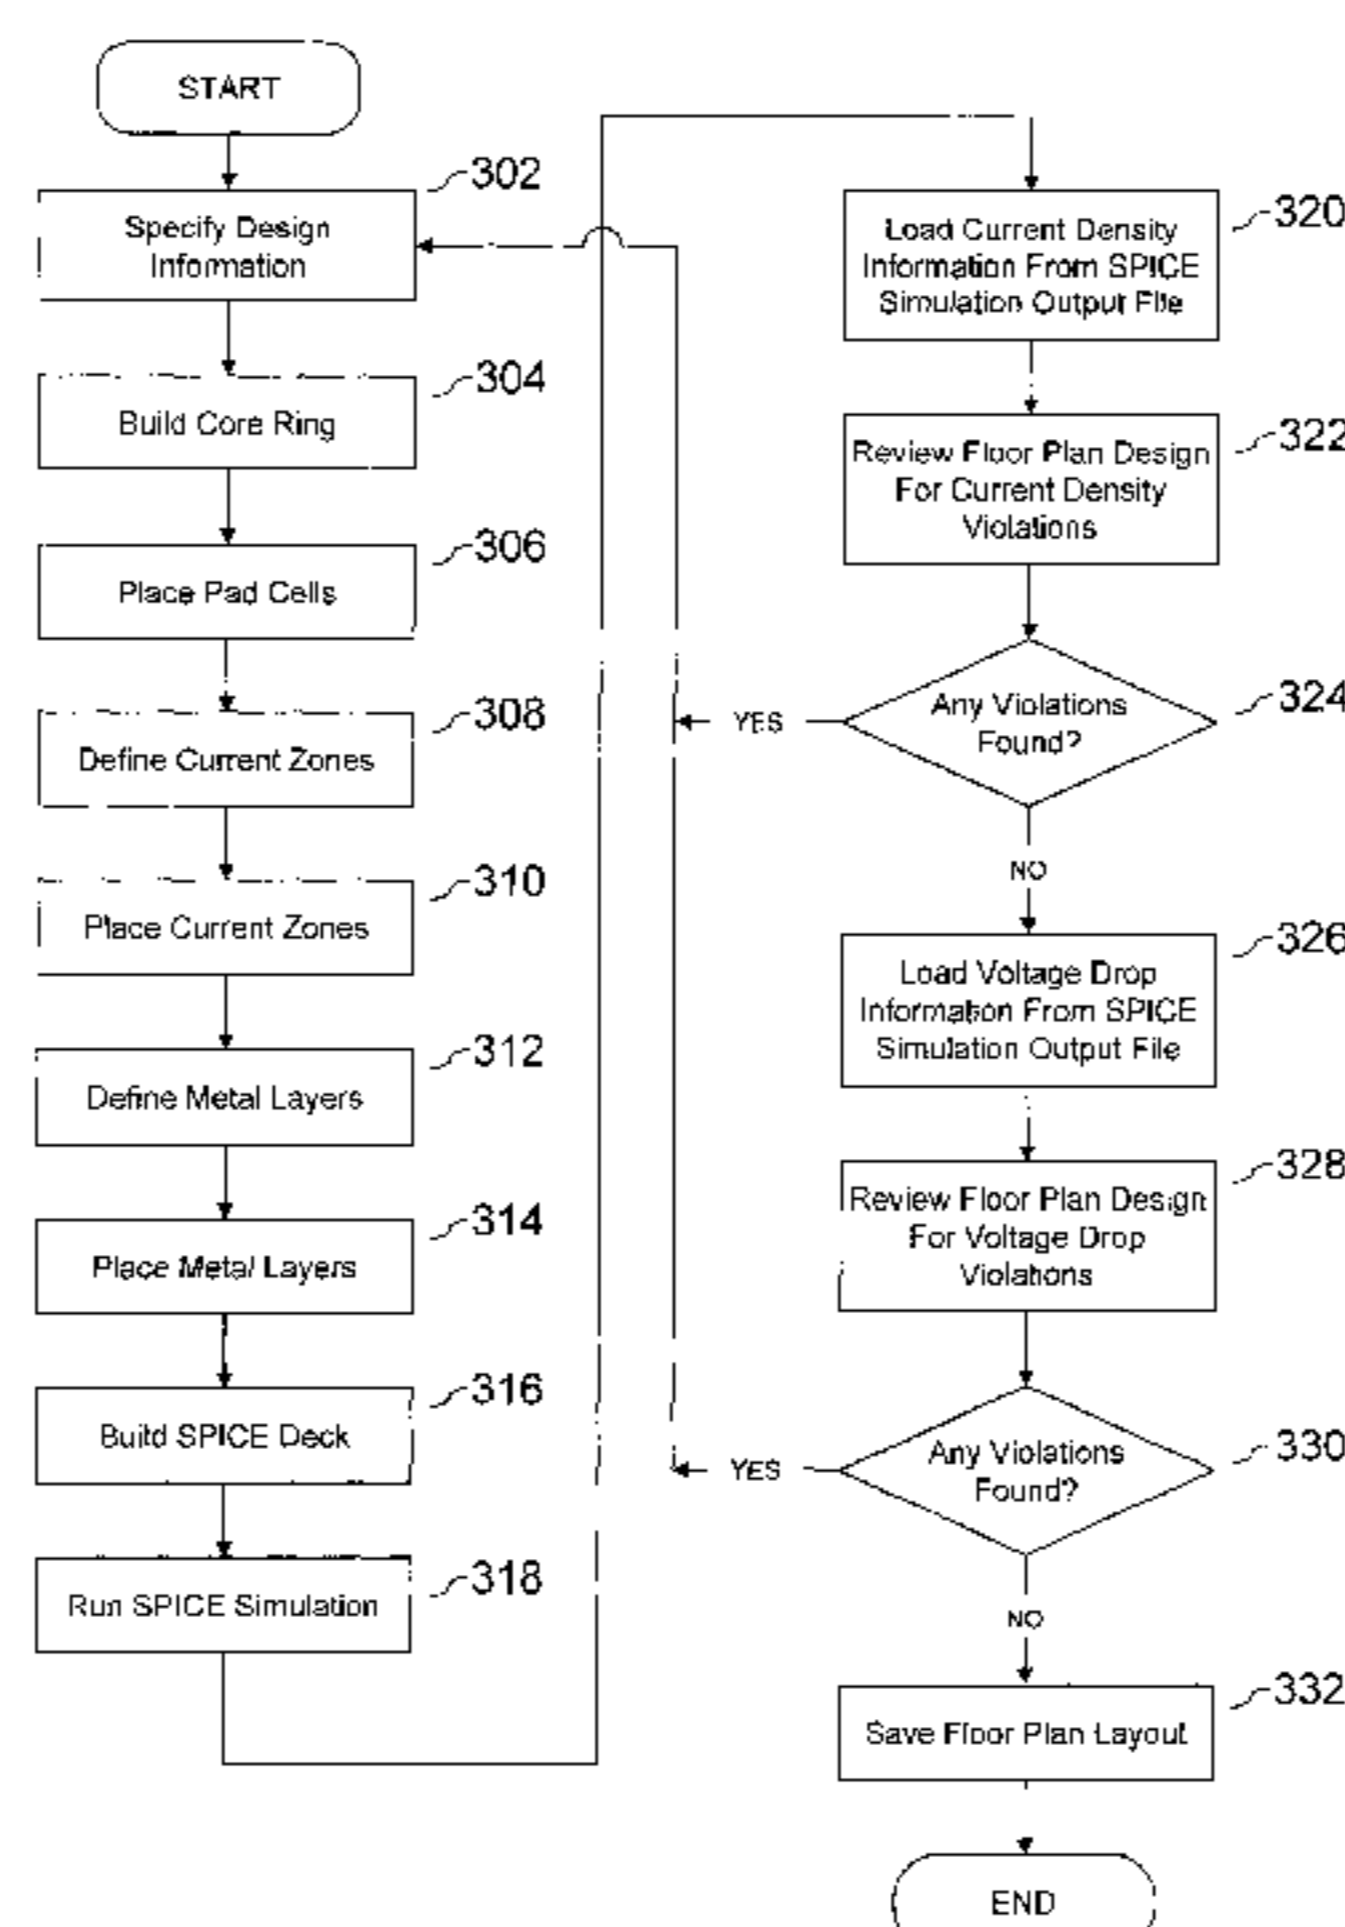 START
302
Specify Design
Information
304
Build Core Ring
306
Place Pad Cells
308
Define Current Zones
310
Place Current Zones
312
Define Metal Layers
314
Place Metal Layers
316
Build SPICE Deck
318
Run SPICE Simulation
320
Load Current Density
Information From SPICE
Simulation Output File
322
Review Floor Plan Design
For Current Density
Violations
324
Any Violations
Found?
YES
NO
326
Load Voltage Drop
Information From SPICE
Simulation Output File
328
Review Floor Plan Design
For Voltage Drop
Violations
330
Any Violations
Found?
YES
NO
332
Save Floor Plan Layout
END